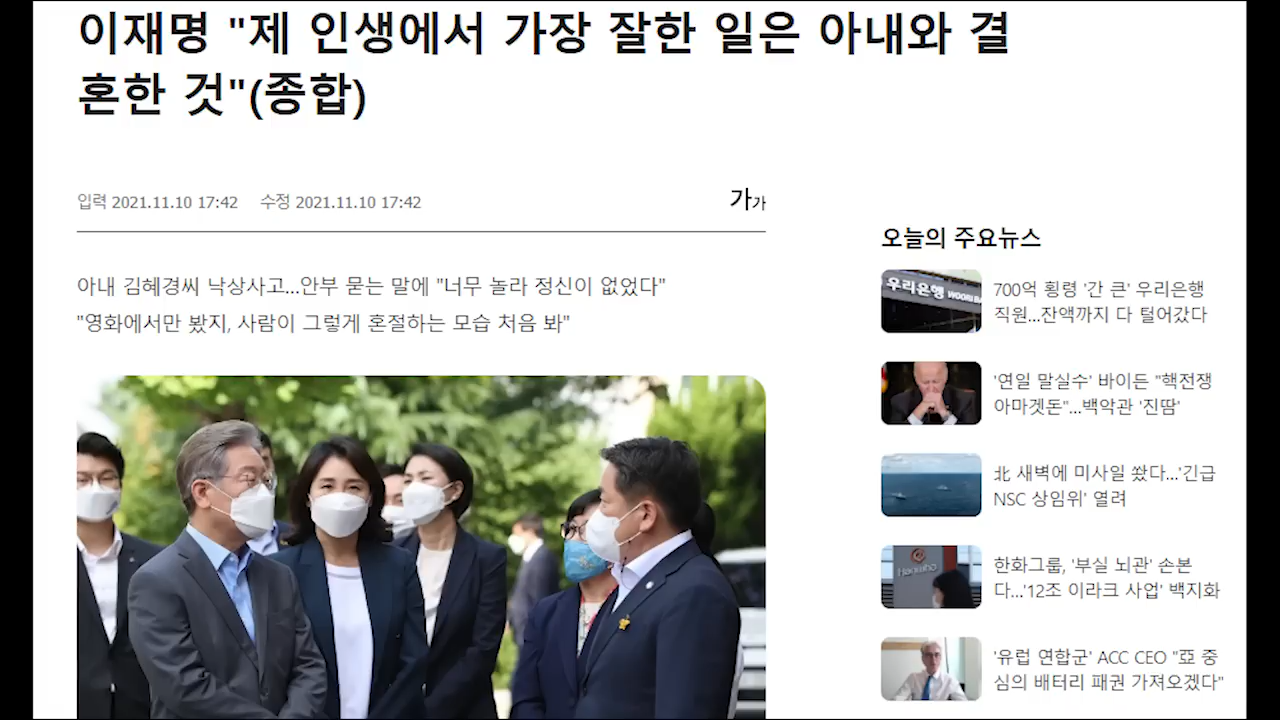 이재명 "제 인생에서 가장 잘한 일은 아내와 결
혼한 것"(종합)
입력 2021.11.10 17:42 수정 2021.11.10 17:42
가가
아내 김혜경씨 낙상사고...안부 묻는 말에 "너무 놀라 정신이 없었다"
"영화에서만 봤지, 사람이 그렇게 혼절하는 모습 처음 봐"
오늘의 주요뉴스
우리은행 WOORI BA
700억 횡령 '간 큰' 우리은행
직원...잔액까지 다 털어갔다
'연일 말실수' 바이든 "핵전쟁
아마겟돈"...백악관 '진땀'
北 새벽에 미사일 쐈다...'긴급
NSC 상임위' 열려
Hanwha
한화그룹, '부실 뇌관' 손본
다...'12조 이라크 사업' 백지화
'유럽 연합군' ACC CEO "亞 중
심의 배터리 패권 가져오겠다"